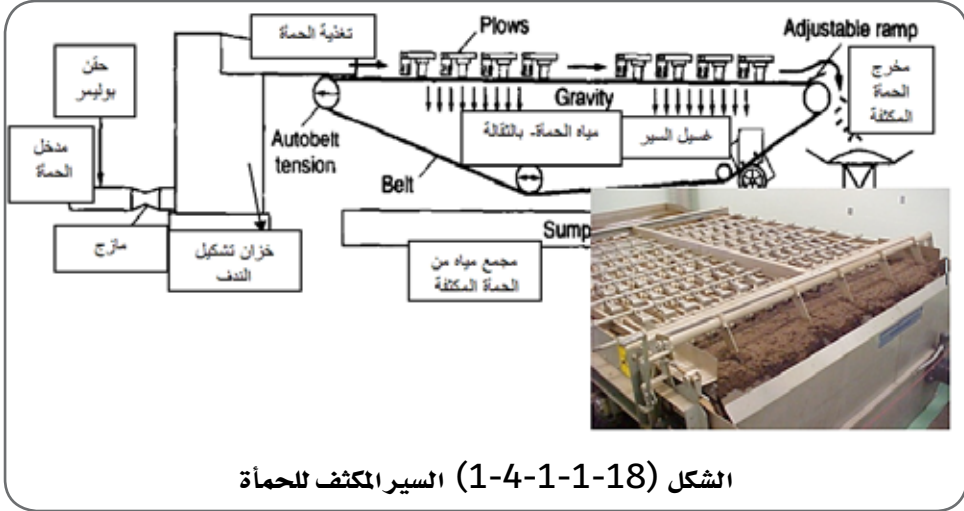 تغذية الحمأة
Plows
Adjustable ramp
حقن
بوليمر
مخرج
الحمأة
المكثفة
Gravity
Autobelt
tension
مياه الحمأة- بالثقالة
غسيل السير
مدخل
الحمأة
Belt
مازج
خزان تشكيل
الندف
Sump
مجمع مياه من
الحمأة المكثفة
الشكل (18-1-1-4-1) السير المكثف للحمأة